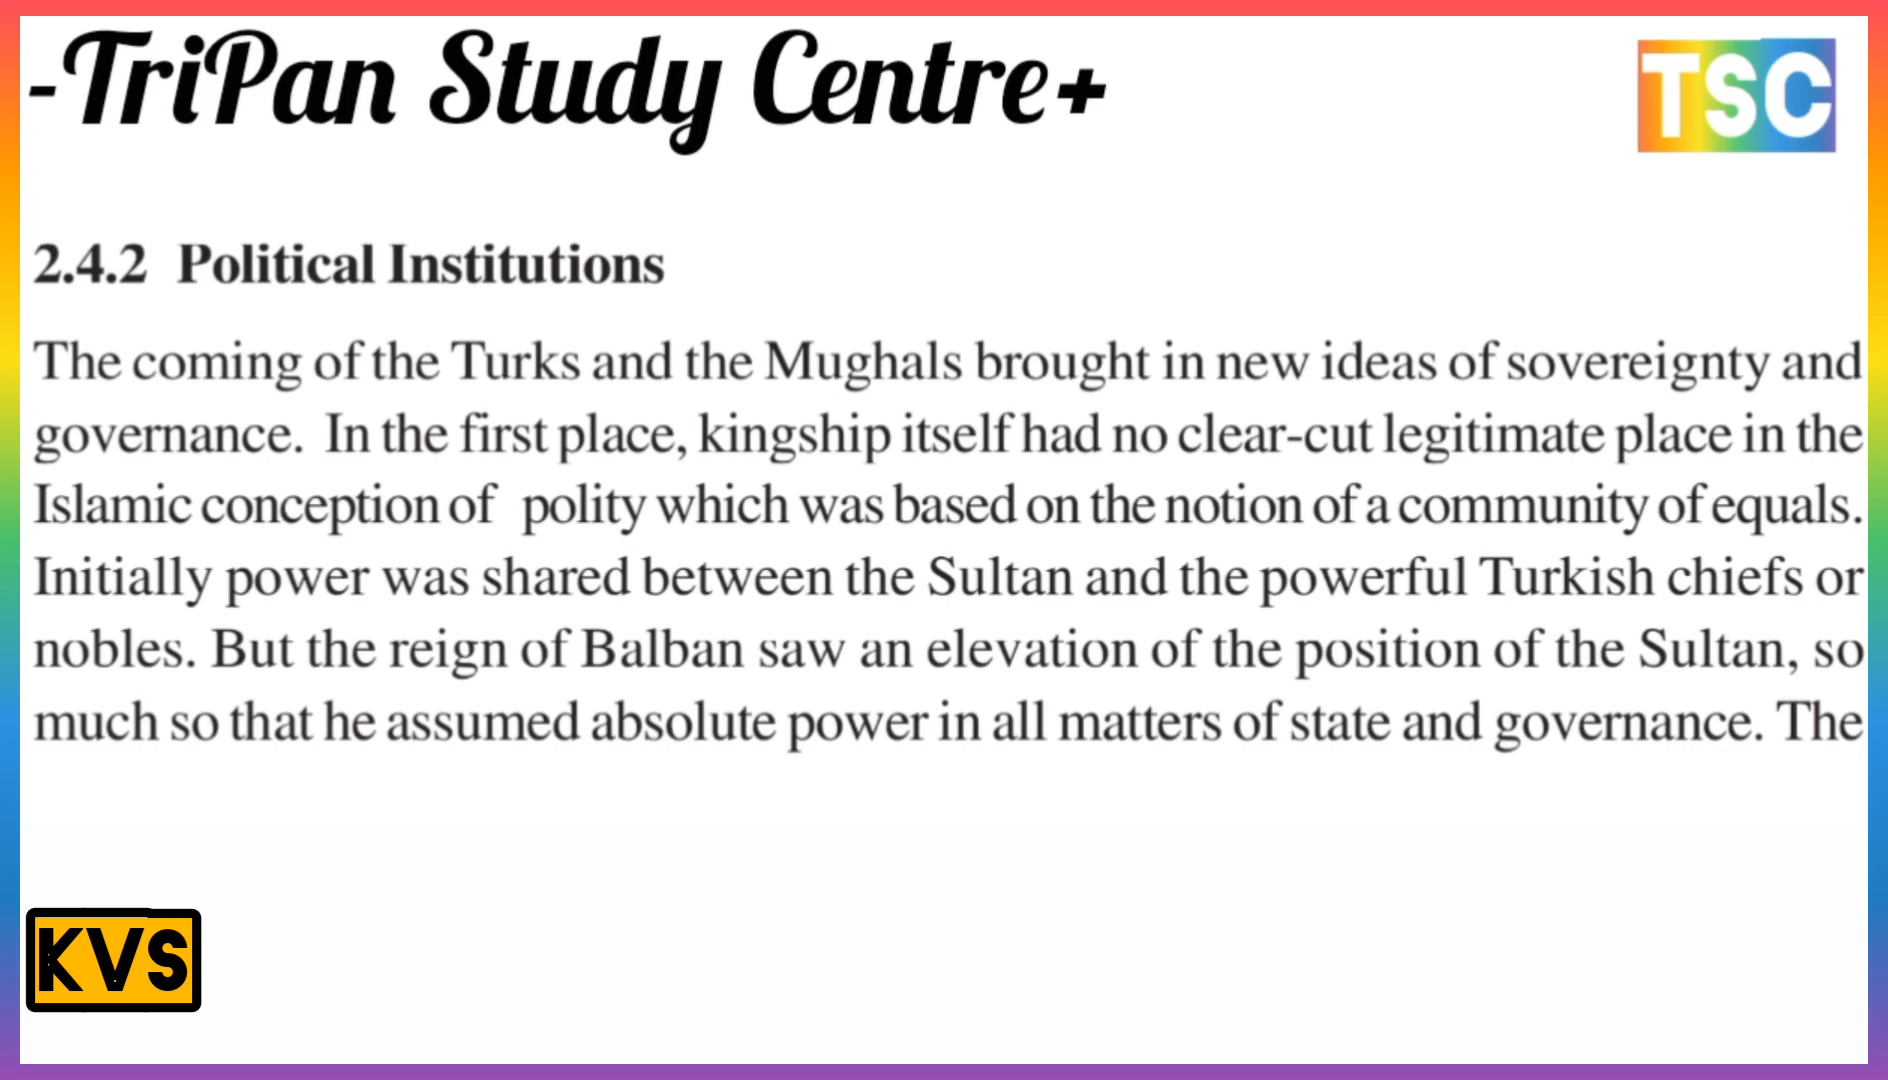 -TriPan Study Centre+
TSC
2.4.2 Political Institutions
The coming of the Turks and the Mughals brought in new ideas of sovereignty and
governance. In the first place, kingship itself had no clear-cut legitimate place in the
Islamic conception of polity which was based on the notion of a community of equals.
Initially power was shared between the Sultan and the powerful Turkish chiefs or
nobles. But the reign of Balban saw an elevation of the position of the Sultan, so
much so that he assumed absolute power in all matters of state and governance. The
KVS